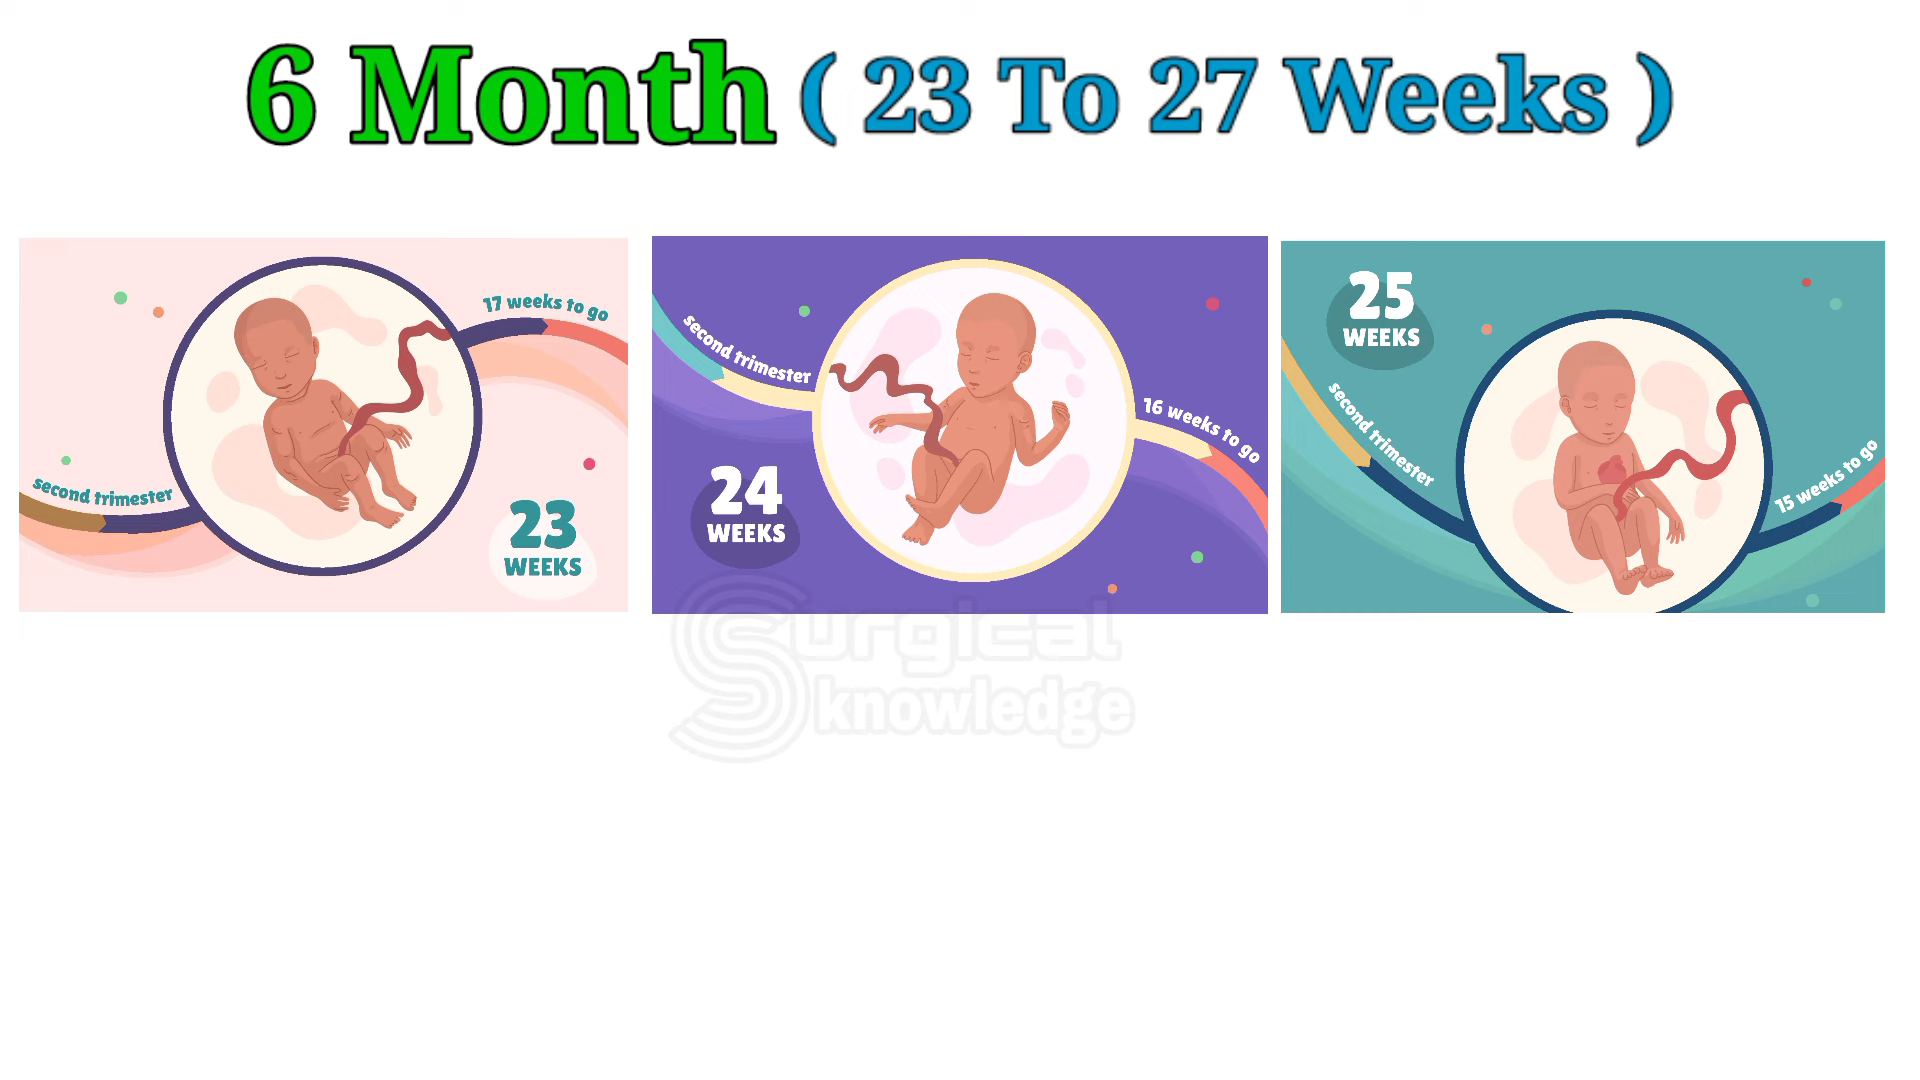 6 Month ( 23 To 27 Weeks )
17 weeks to go
second trimester
23
WEEKS
second trimester
16 weeks to go
24
WEEKS
25
WEEKS
second trimester
15 weeks to go
Surgical
knowledge